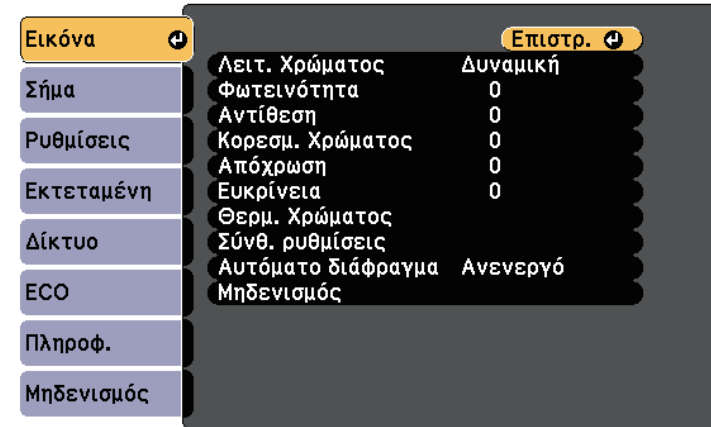 Εικόνα
Σήμα
Ρυθμίσεις
Εκτεταμένη
Δίκτυο
ECO
Πληροφ.
Μηδενισμός
Επιστρ.
Λειτ. Χρώματος Δυναμική
Φωτεινότητα 0
Αντίθεση 0
Κορεσμ. Χρώματος 0
Απόχρωση 0
Ευκρίνεια 0
Θερμ. Χρώματος
Σύνθ. ρυθμίσεις
Αυτόματο διάφραγμα Ανενεργό
Μηδενισμός